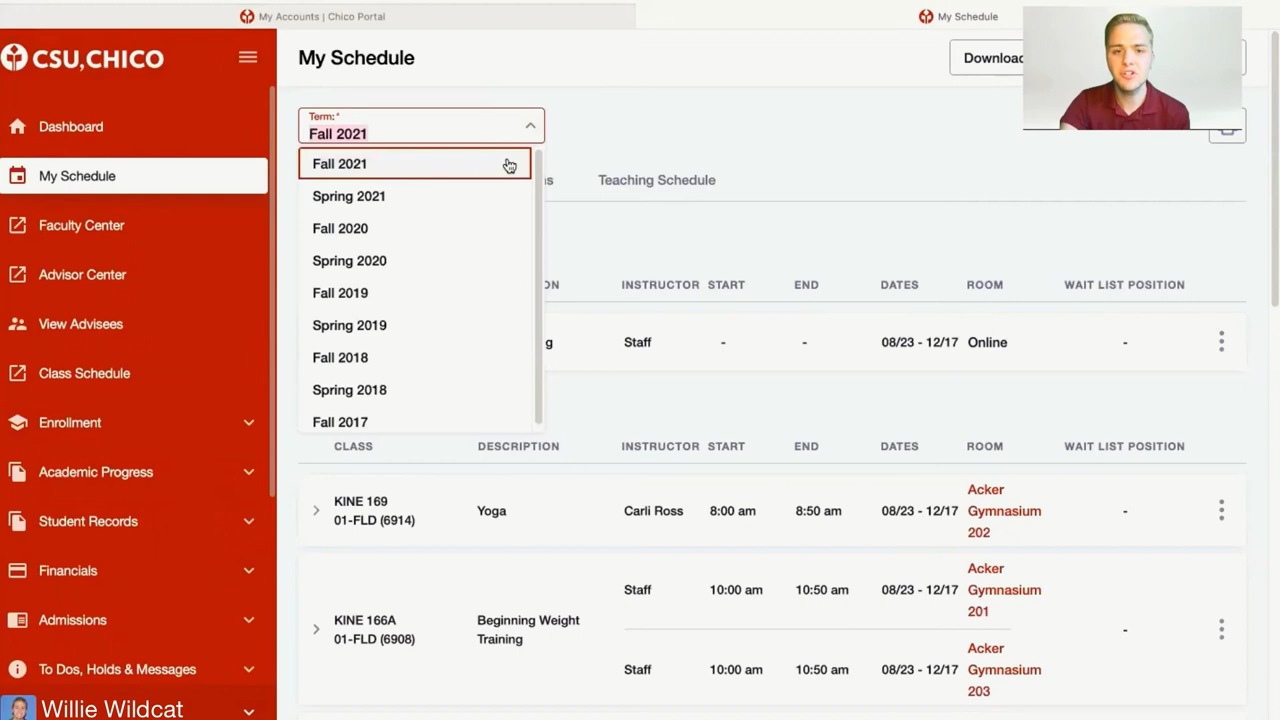 My Accounts | Chico Portal
My Schedule
CSU, CHICO
My Schedule
Download
Dashboard
My Schedule
Faculty Center
Advisor Center
View Advisees
Class Schedule
Enrollment
Academic Progress
Student Records
Financials
Admissions
To Dos, Holds & Messages
Willie Wildcat
Term:*
Fall 2021
Fall 2021
Spring 2021
Fall 2020
Spring 2020
Fall 2019
Spring 2019
Fall 2018
Spring 2018
Fall 2017
Teaching Schedule
INSTRUCTOR START END DATES ROOM WAIT LIST POSITION
Staff - - 08/23 - 12/17 Online -
CLASS DESCRIPTION INSTRUCTOR START END DATES ROOM WAIT LIST POSITION
KINE 169
01-FLD (6914)
Yoga Carli Ross 8:00 am 8:50 am 08/23 - 12/17
Acker
Gymnasium
202
-
KINE 166A
01-FLD (6908)
Beginning Weight
Training
Staff 10:00 am 10:50 am 08/23 - 12/17
Acker
Gymnasium
201
-
Staff 10:00 am 10:50 am 08/23 - 12/17
Acker
Gymnasium
203